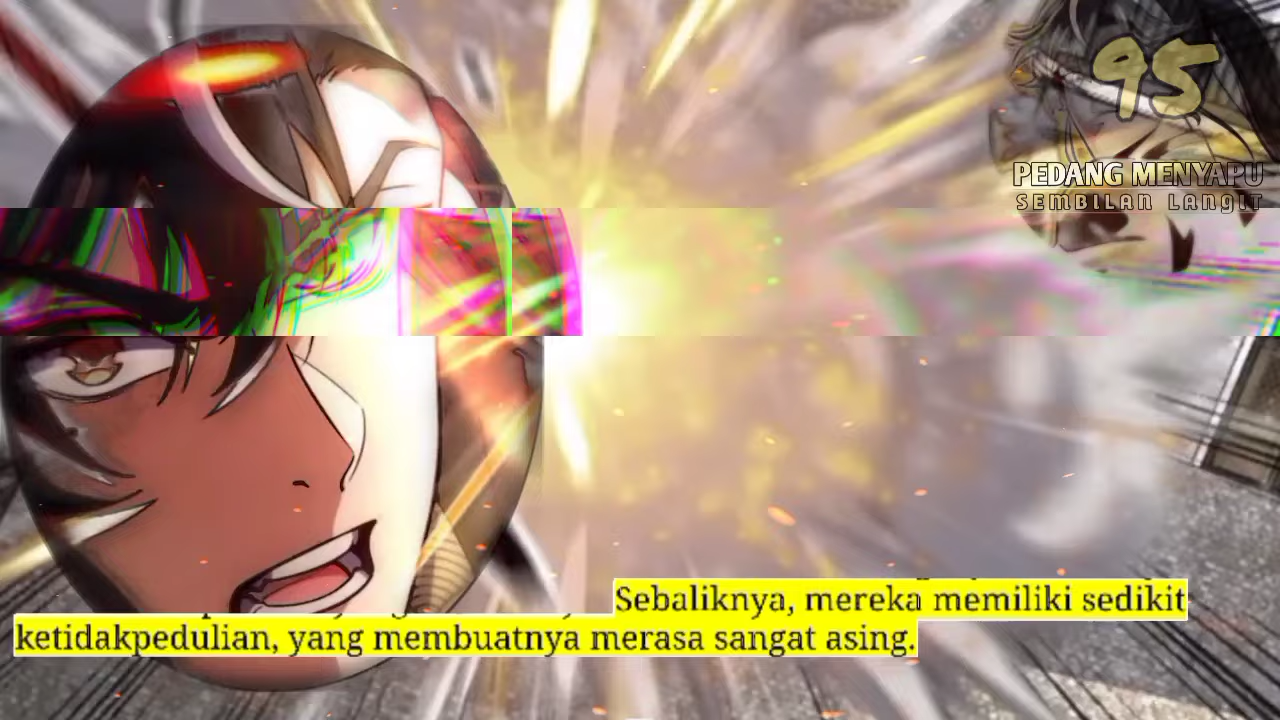 95
PEDANG MENYAPU
SEMBILAN LANGIT
Sebaliknya, mereka memiliki sedikit
ketidakpedulian, yang membuatnya merasa sangat asing.